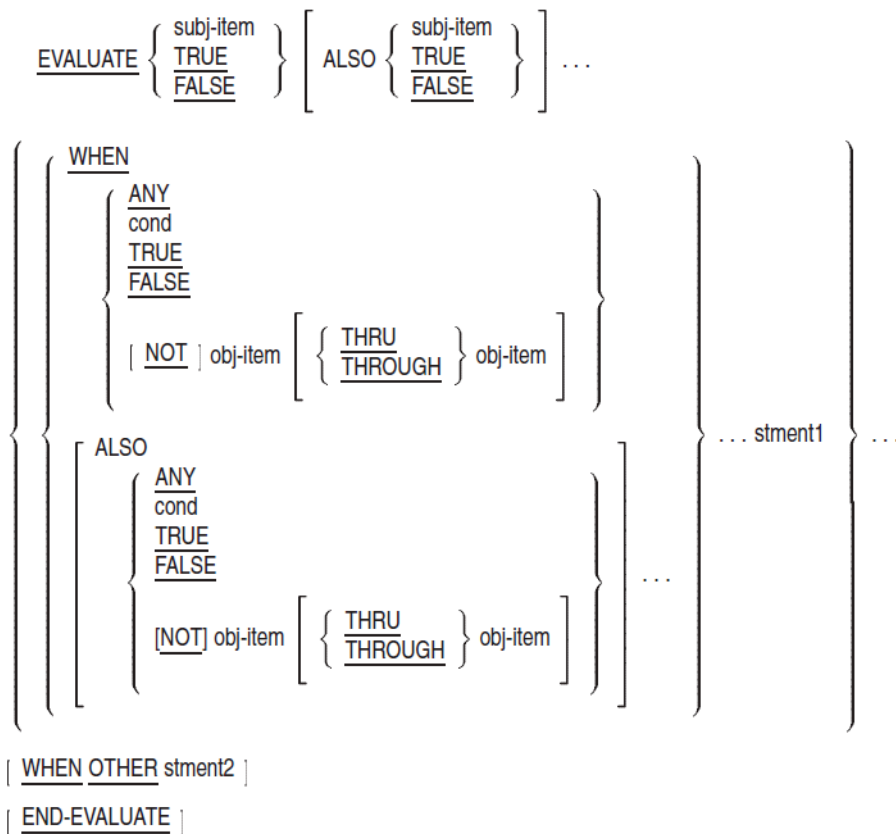 subj-item subj-item
EVALUATE { TRUE } [ ALSO { TRUE } ] . . .
FALSE FALSE
WHEN
ANY
cond
TRUE
FALSE
[ NOT ] obj-item [ { THRU
THROUGH } obj-item ]
. . . stment1 . . .
ALSO
ANY
cond
TRUE
FALSE
. . .
[NOT] obj-item [ { THRU
THROUGH } obj-item ]
[ WHEN OTHER stment2 ]
[ END-EVALUATE ]